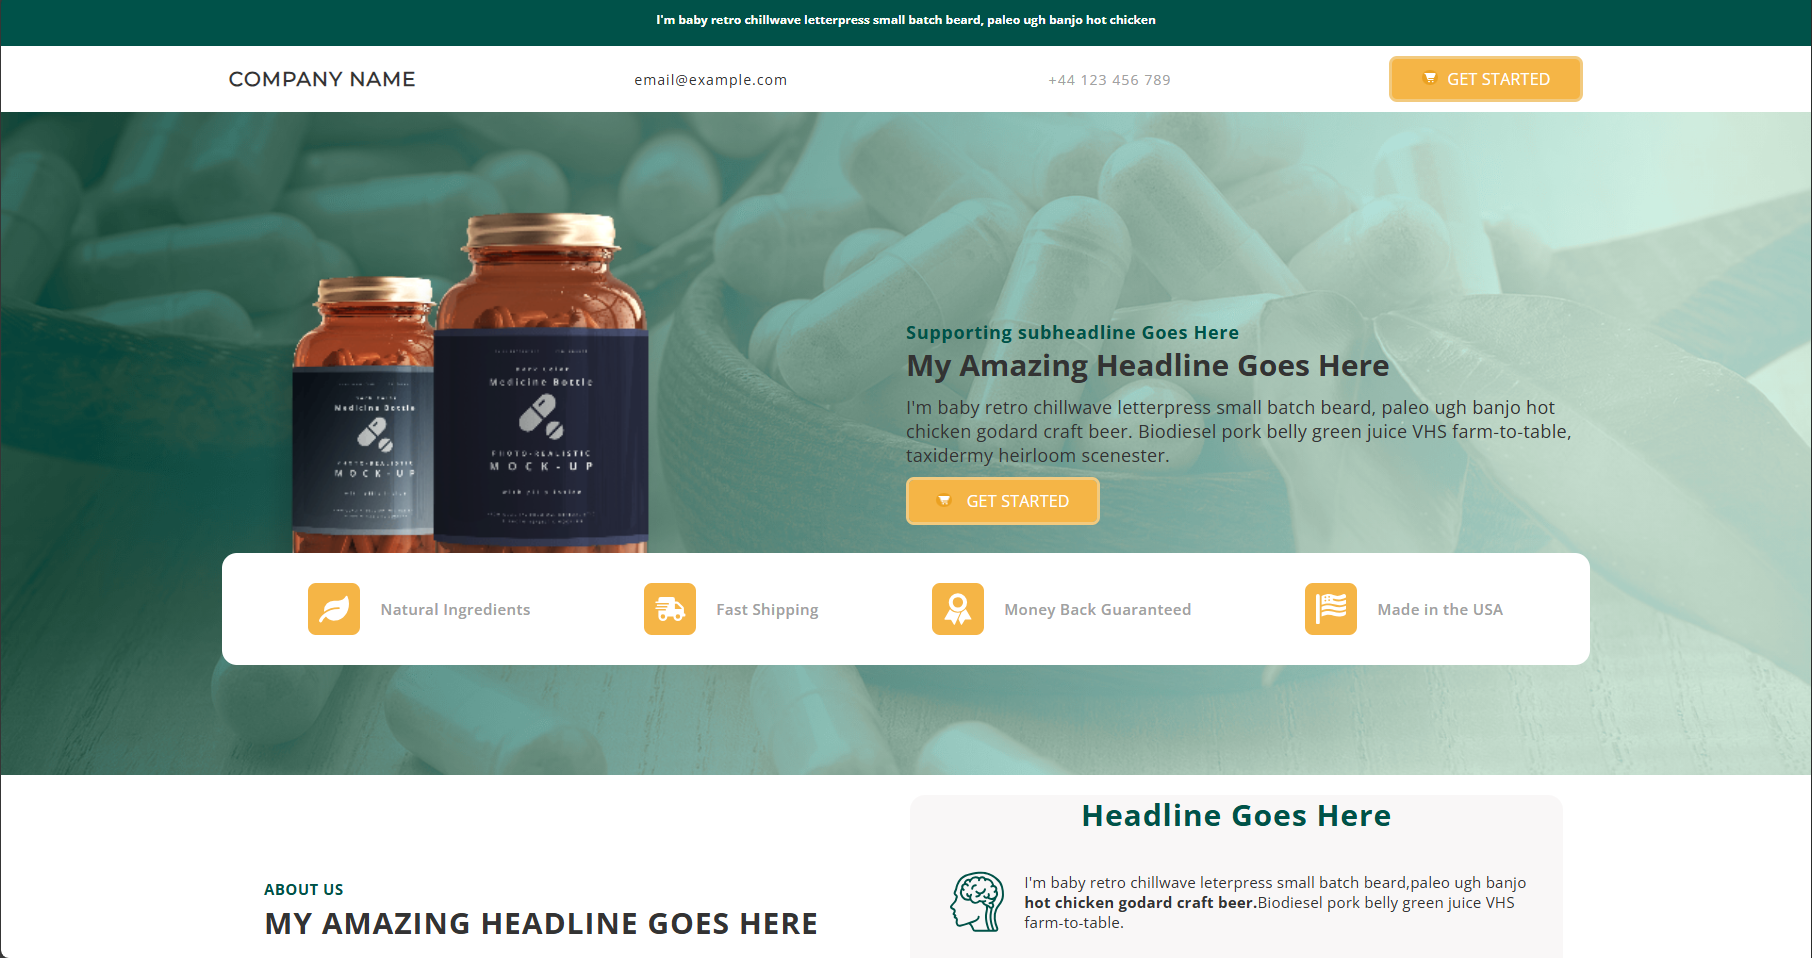 I'm baby retro chillwave letterpress small batch beard, paleo ugh banjo hot chicken
COMPANY NAME
email@example.com
+44 123 456 789
GET STARTED
Supporting subheadline Goes Here
My Amazing Headline Goes Here
I'm baby retro chillwave letterpress small batch beard, paleo ugh banjo hot
chicken godard craft beer. Biodiesel pork belly green juice VHS farm-to-table,
taxidermy heirloom scenester.
GET STARTED
Medicine Bottle
PHOTO-REALISTIC
MOCK-UP
Medicine Bottle
PHOTO-REALISTIC
MOCK-UP
Natural Ingredients
Fast Shipping
Money Back Guaranteed
Made in the USA
ABOUT US
MY AMAZING HEADLINE GOES HERE
Headline Goes Here
I'm baby retro chillwave leterpress small batch beard,paleo ugh banjo
hot chicken godard craft beer.Biodiesel pork belly green juice VHS
farm-to-table.